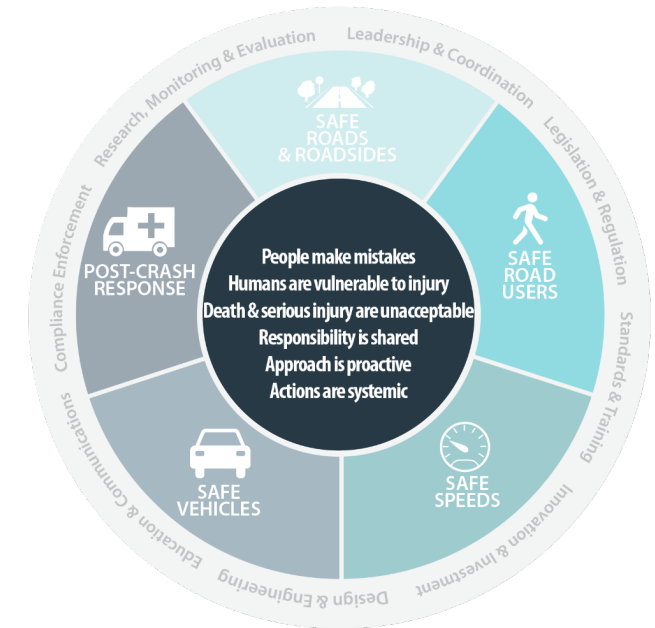 Leadership & Coordination
Legislation & Regulation
Standards & Training
Innovation & Investment
Design & Engineering
Education & Communications
Compliance Enforcement
Research, Monitoring & Evaluation
SAFE
ROADS
& ROADSIDES
SAFE
ROAD
USERS
SAFE
SPEEDS
SAFE
VEHICLES
POST-CRASH
RESPONSE
People make mistakes
Humans are vulnerable to injury
Death & serious injury are unacceptable
Responsibility is shared
Approach is proactive
Actions are systemic